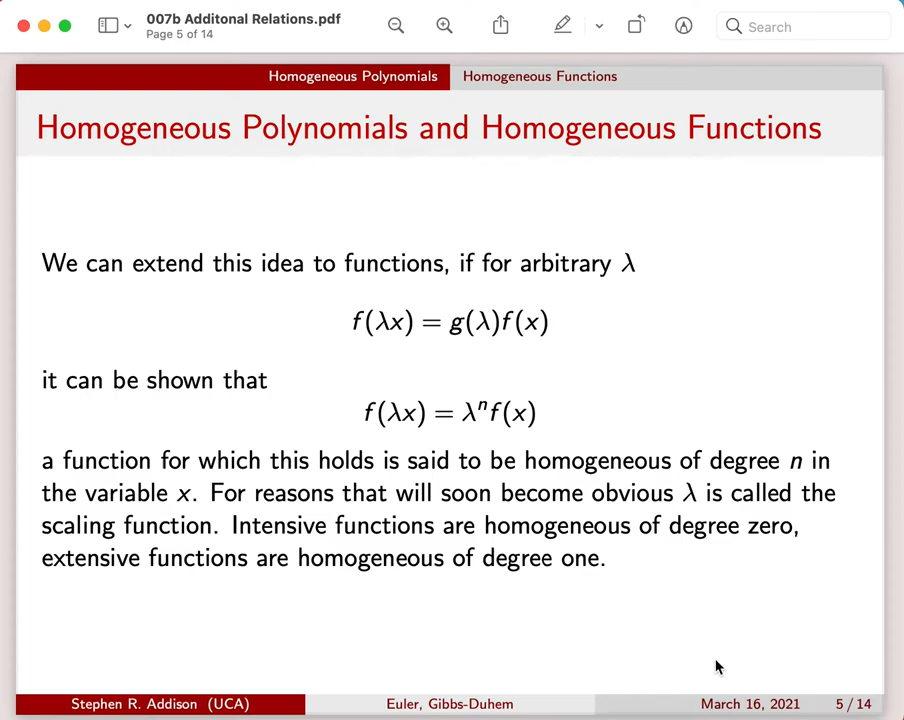 007b Additonal Relations.pdf
Page 5 of 14
Search
Homogeneous Polynomials Homogeneous Functions
Homogeneous Polynomials and Homogeneous Functions
We can extend this idea to functions, if for arbitrary λ
f(λx) = g(λ)f(x)
it can be shown that
f(λx) = λⁿf(x)
a function for which this holds is said to be homogeneous of degree n in
the variable x. For reasons that will soon become obvious λ is called the
scaling function. Intensive functions are homogeneous of degree zero,
extensive functions are homogeneous of degree one.
Stephen R. Addison (UCA) Euler, Gibbs-Duhem March 16, 2021 5 / 14